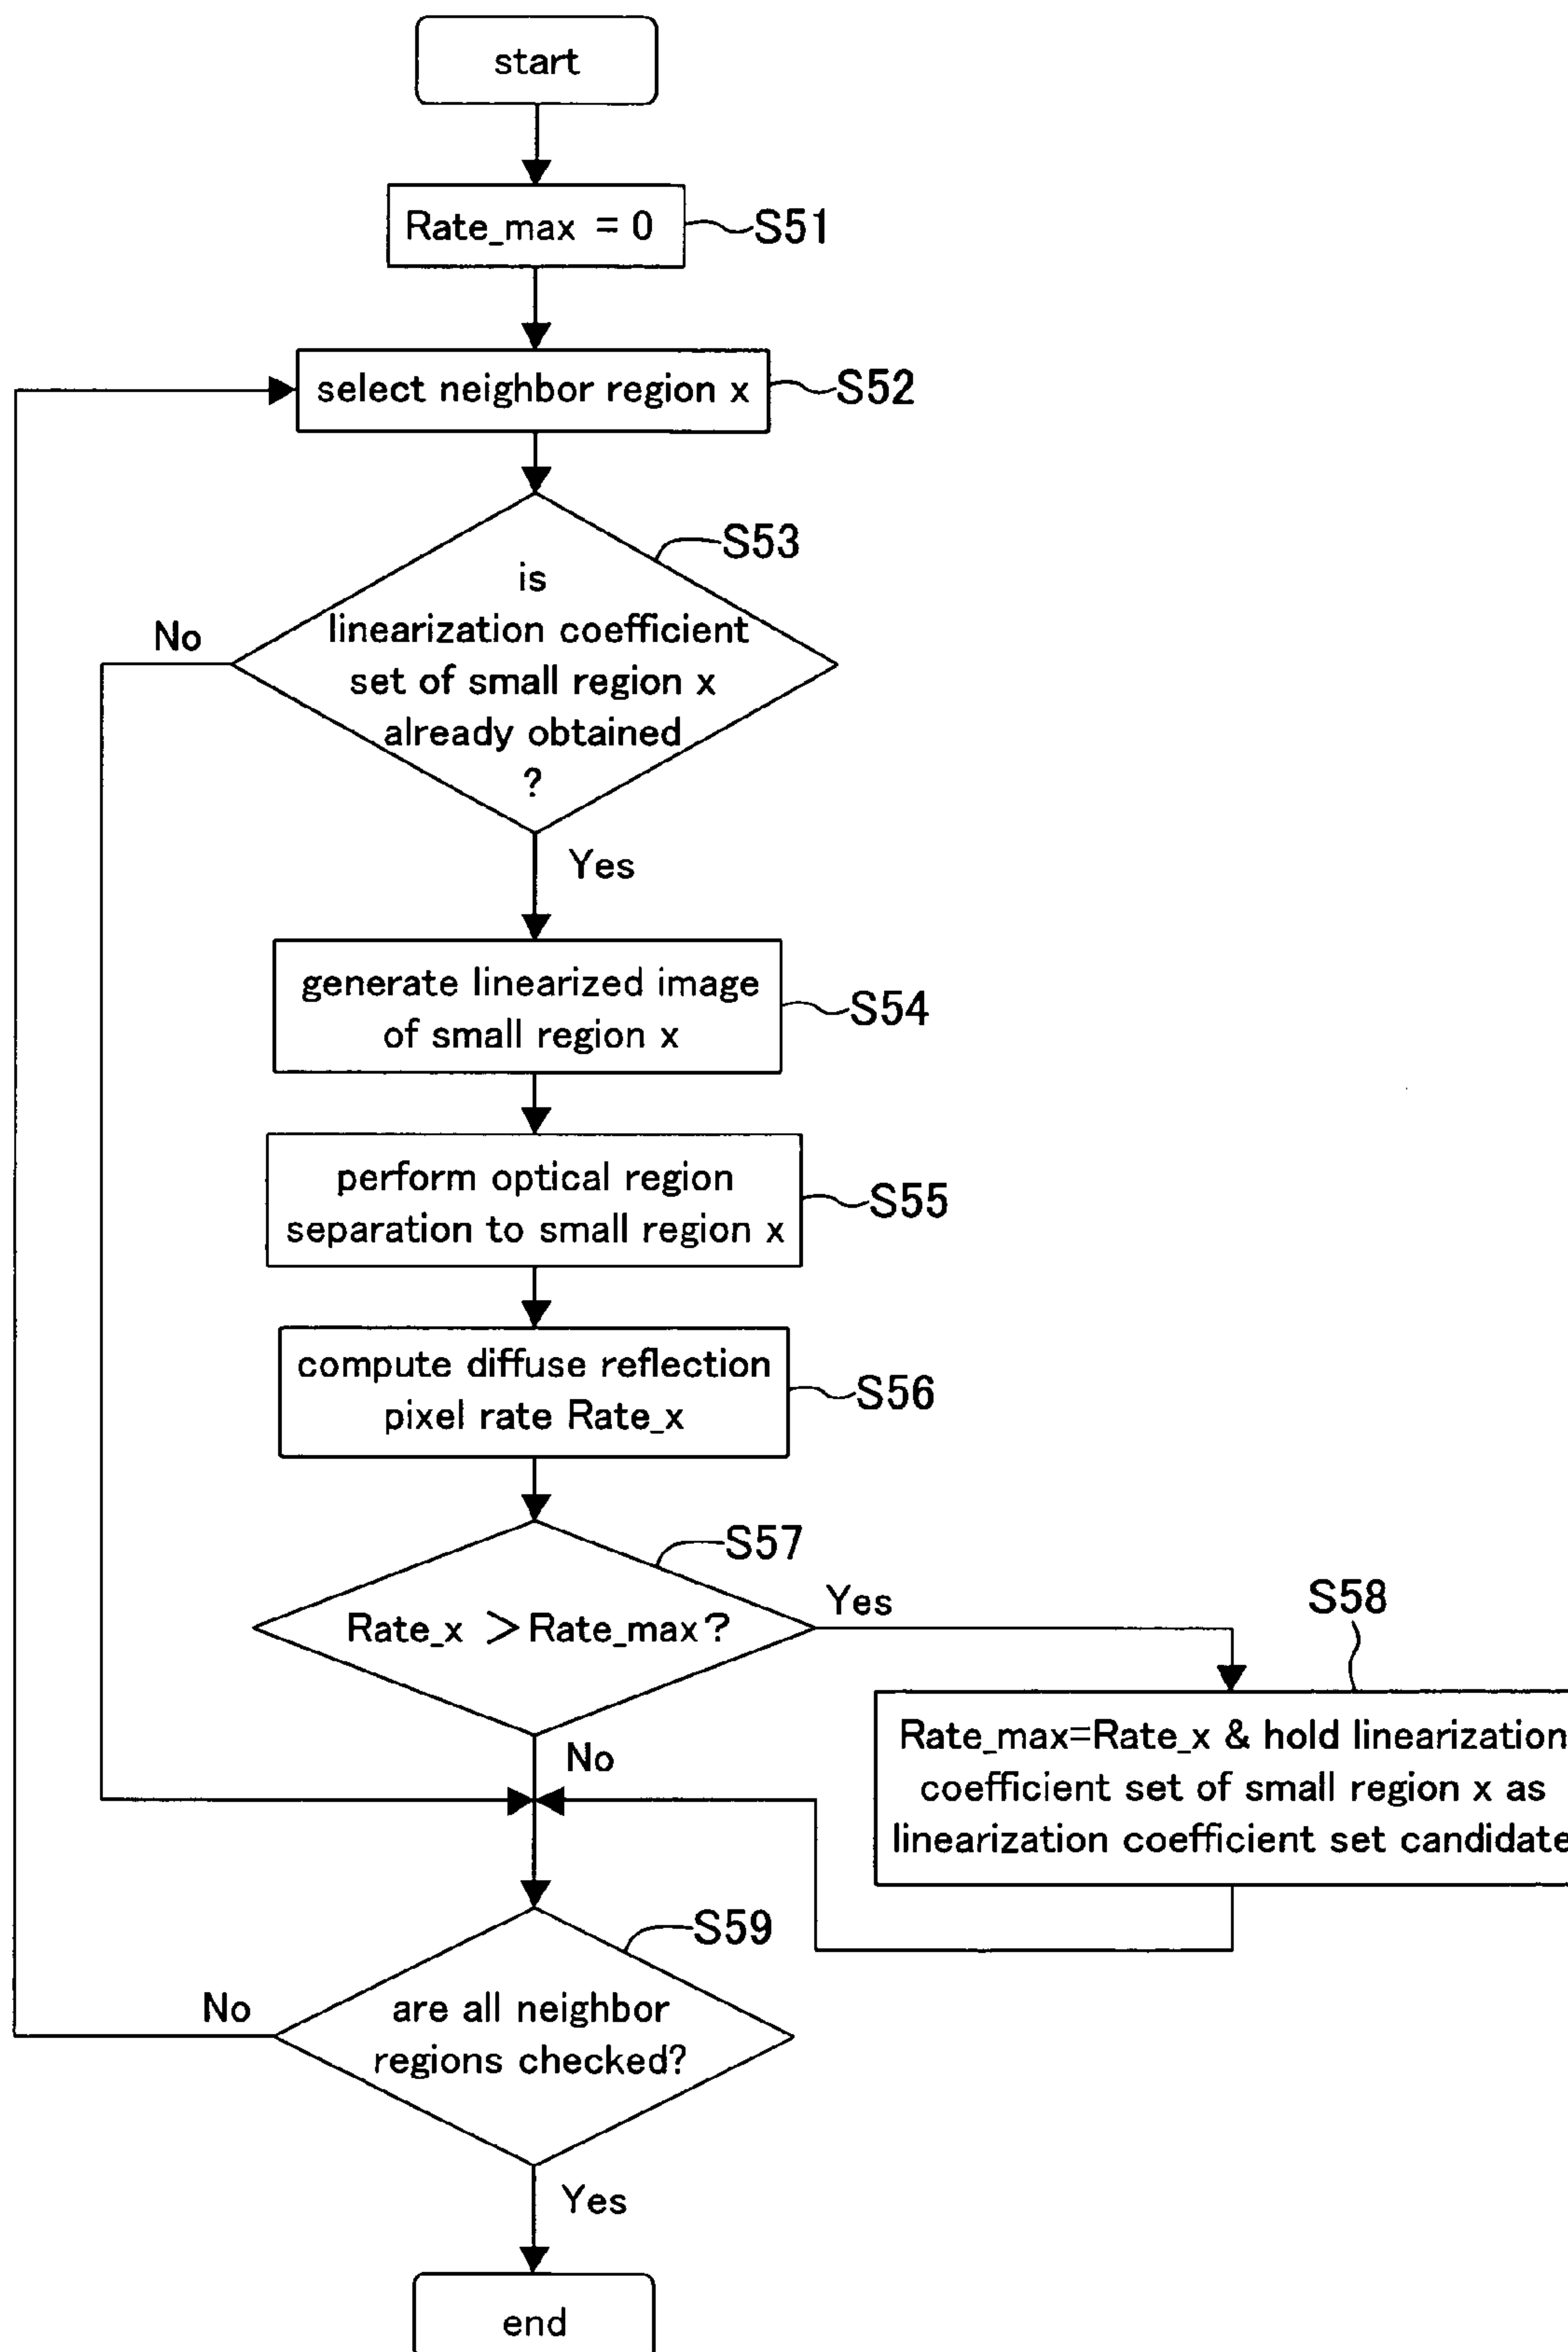 start
Rate_max = 0
S51
select neighbor region x
S52
S53
is
linearization coefficient
set of small region x
already obtained
?
No
Yes
generate linearized image
of small region x
S54
perform optical region
separation to small region x
S55
compute diffuse reflection
pixel rate Rate_x
S56
S57
Rate_x > Rate_max?
Yes
No
S58
Rate_max=Rate_x & hold linearization
coefficient set of small region x as
linearization coefficient set candidate
S59
are all neighbor
regions checked?
No
Yes
end